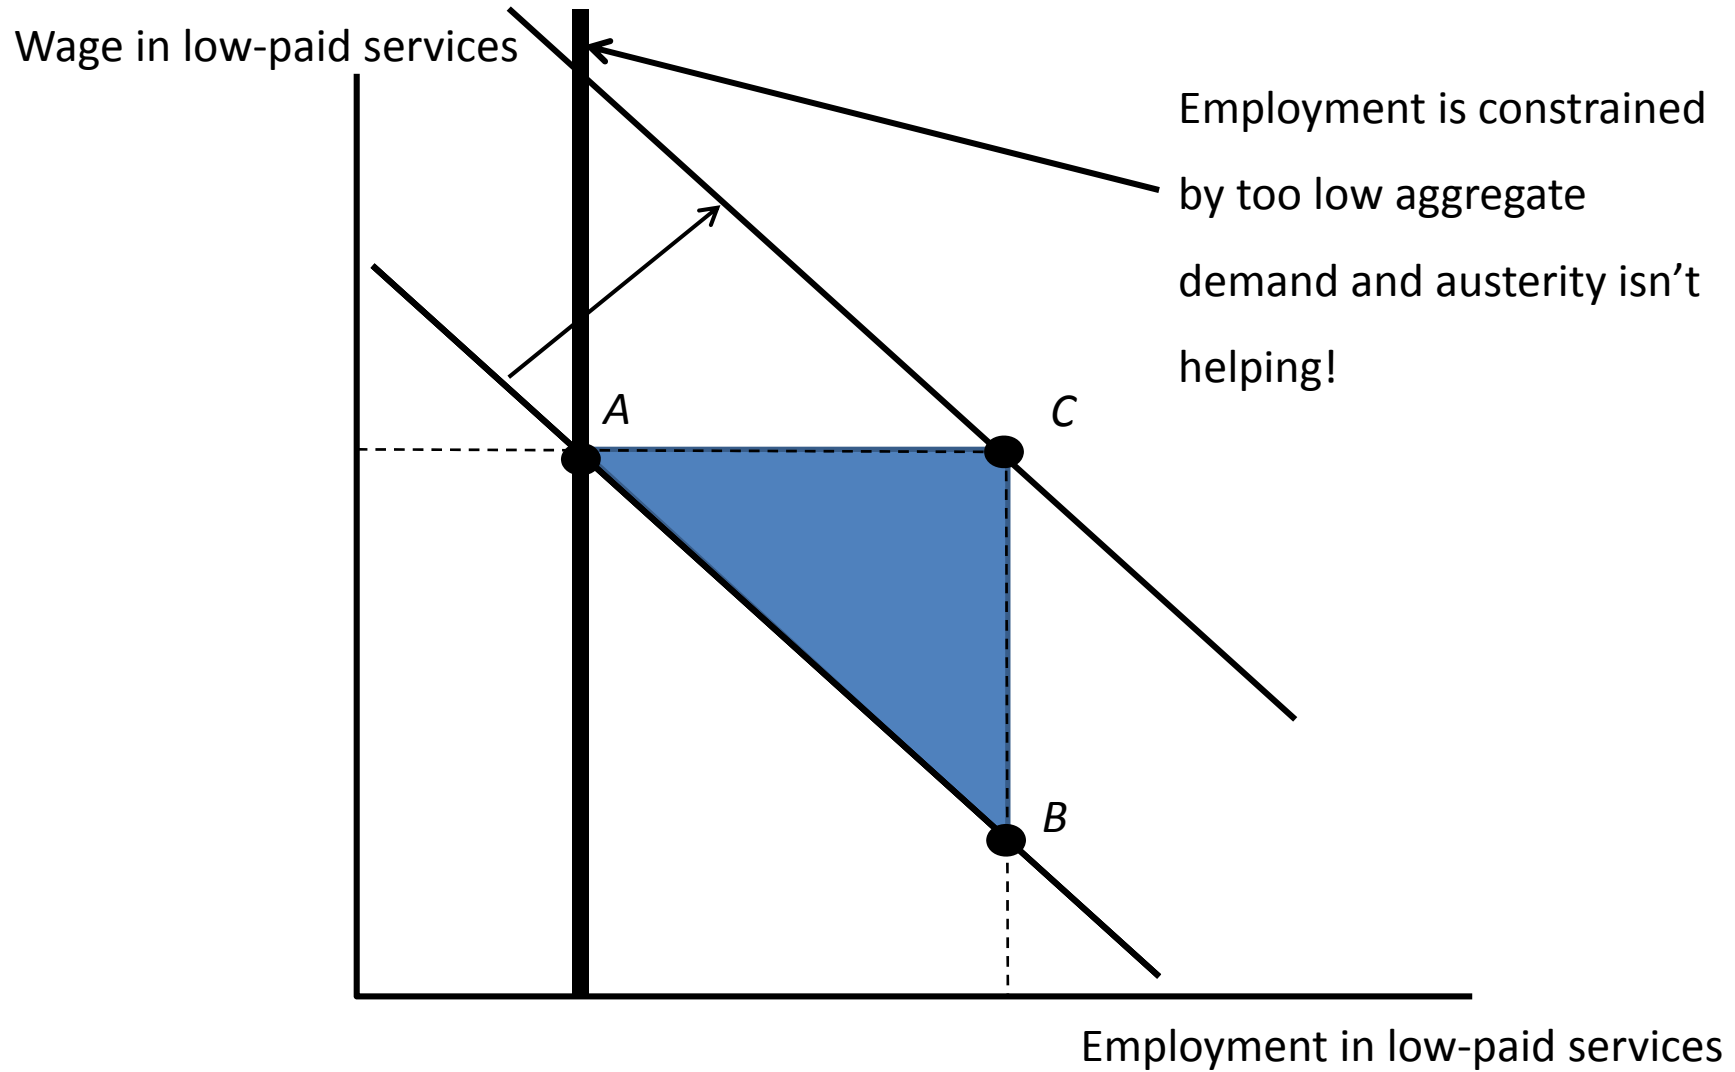 Wage in low-paid services
Employment is constrained
by too low aggregate
demand and austerity isn’t
helping!
A
C
B
Employment in low-paid services